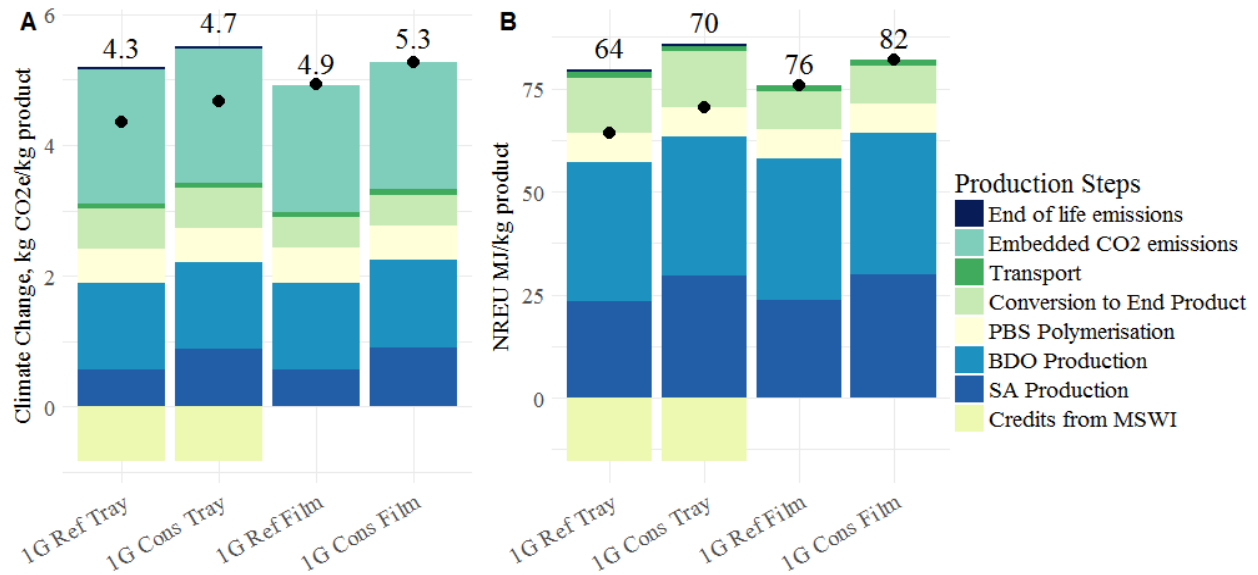 A
Climate Change, kg CO2e/kg product
6
4
2
0
4.3
4.7
4.9
5.3
1G Ref Tray
1G Cons Tray
1G Ref Film
1G Cons Film
B
NREU MJ/kg product
75
50
25
0
64
70
76
82
1G Ref Tray
1G Cons Tray
1G Ref Film
1G Cons Film
Production Steps
End of life emissions
Embedded CO2 emissions
Transport
Conversion to End Product
PBS Polymerisation
BDO Production
SA Production
Credits from MSWI